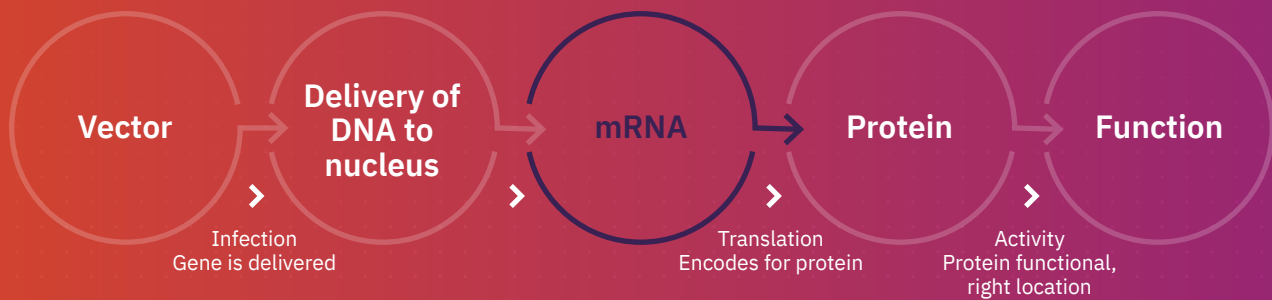 Vector
Delivery of
DNA to
nucleus
mRNA
Protein
Function
Infection
Gene is delivered
Translation
Encodes for protein
Activity
Protein functional,
right location